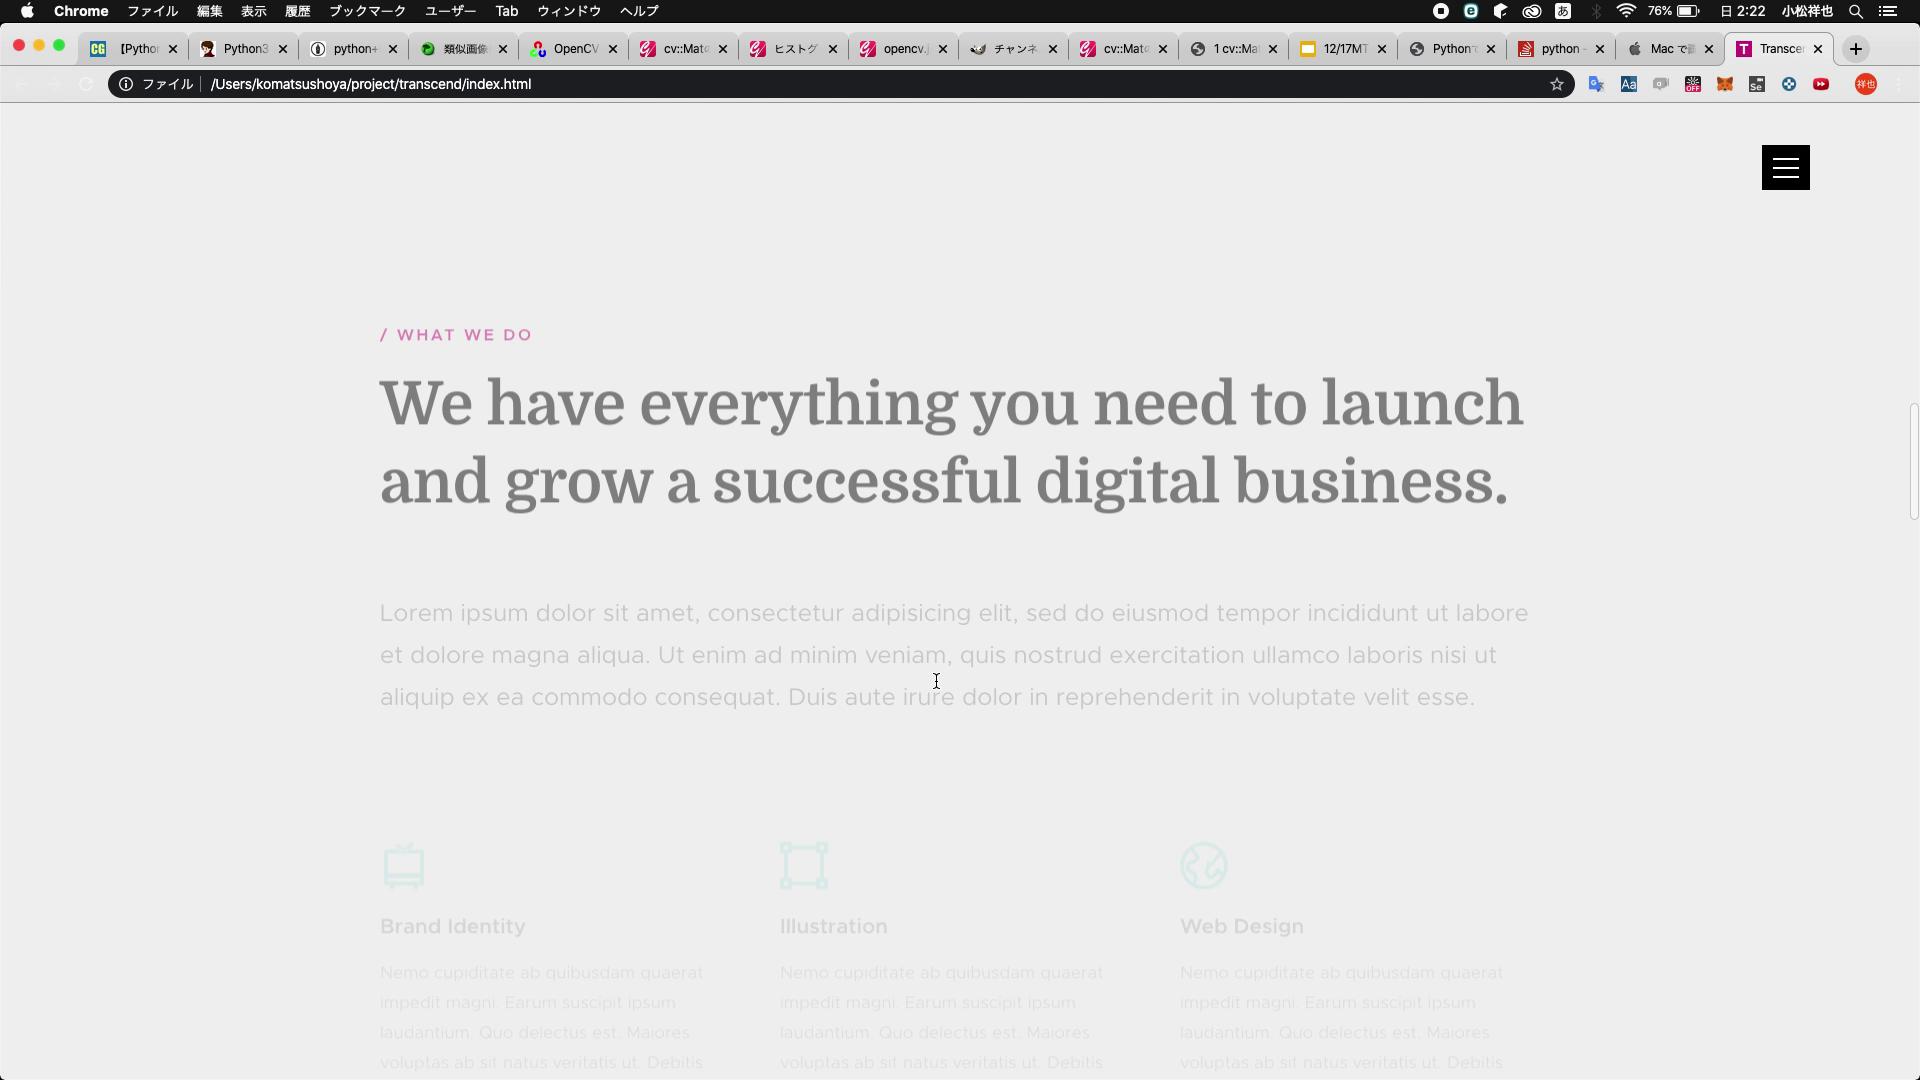 Chrome ファイル 編集 表示 履歴 ブックマーク ユーザー Tab ウィンドウ ヘルプ あ 76% 日 2:22 小松祥也
【Pytho Python3 python+ 類似画像 OpenCV cv::Mat ヒストグ opencv. チャンネ cv::Mat 1 cv::Ma 12/17MT Python python - Mac で Transce
ファイル /Users/komatsushoya/project/transcend/index.html Aa OFF Se 祥也
/ WHAT WE DO
We have everything you need to launch
and grow a successful digital business.
Lorem ipsum dolor sit amet, consectetur adipisicing elit, sed do eiusmod tempor incididunt ut labore
et dolore magna aliqua. Ut enim ad minim veniam, quis nostrud exercitation ullamco laboris nisi ut
aliquip ex ea commodo consequat. Duis aute irure dolor in reprehenderit in voluptate velit esse.
Brand Identity
Nemo cupiditate ab quibusdam quaerat
impedit magni. Earum suscipit ipsum
laudantium. Quo delectus est. Maiores
voluptas ab sit natus veritatis ut. Debitis
Illustration
Nemo cupiditate ab quibusdam quaerat
impedit magni. Earum suscipit ipsum
laudantium. Quo delectus est. Maiores
voluptas ab sit natus veritatis ut. Debitis
Web Design
Nemo cupiditate ab quibusdam quaerat
impedit magni. Earum suscipit ipsum
laudantium. Quo delectus est. Maiores
voluptas ab sit natus veritatis ut. Debitis